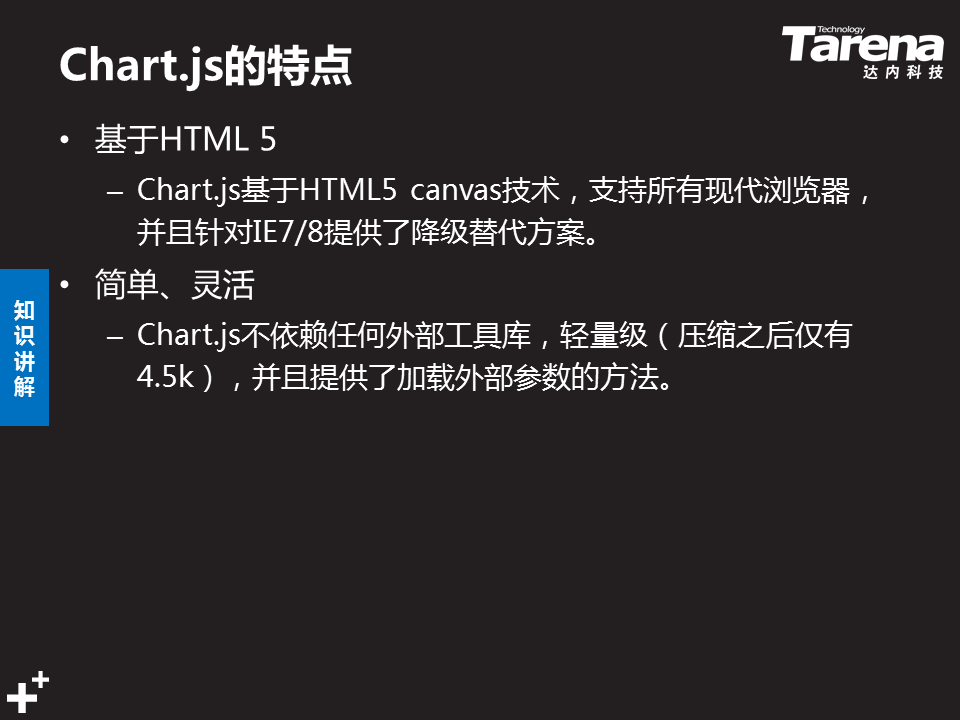 Chart.js的特点
Technology
Tarena
达内科技
• 基于HTML 5
– Chart.js基于HTML5 canvas技术，支持所有现代浏览器，
并且针对IE7/8提供了降级替代方案。
• 简单、灵活
– Chart.js不依赖任何外部工具库，轻量级（压缩之后仅有
4.5k），并且提供了加载外部参数的方法。
知
识
讲
解